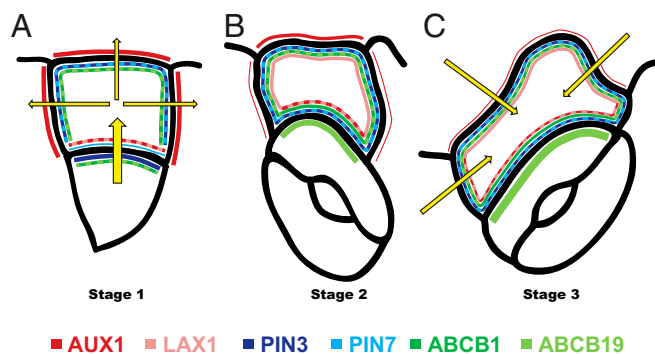 A B C
Stage 1 Stage 2 Stage 3
AUX1 LAX1 PIN3 PIN7 ABCB1 ABCB19